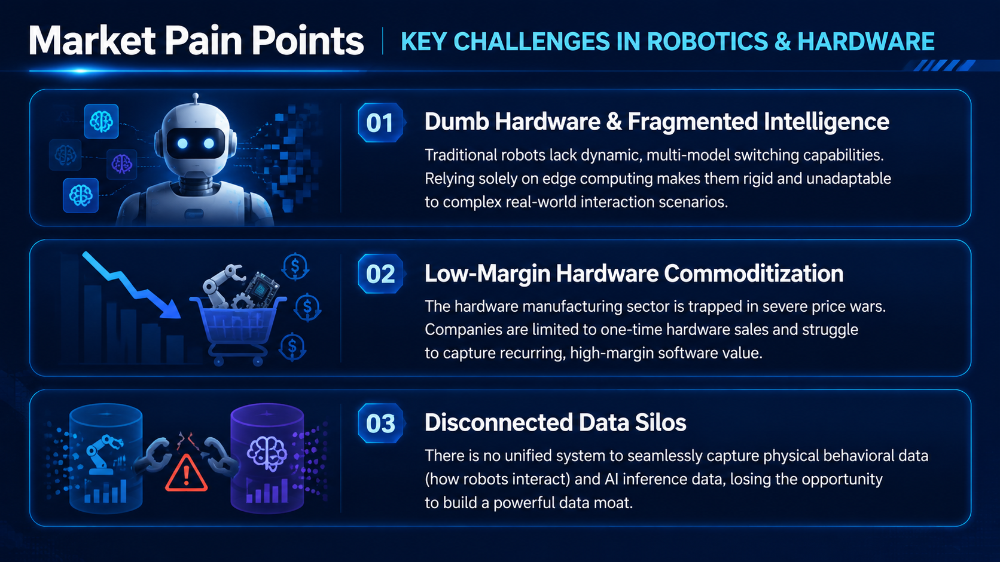 Market Pain Points
KEY CHALLENGES IN ROBOTICS & HARDWARE
01
Dumb Hardware & Fragmented Intelligence
Traditional robots lack dynamic, multi-model switching capabilities.
Relying solely on edge computing makes them rigid and unadaptable
to complex real-world interaction scenarios.
02
Low-Margin Hardware Commoditization
The hardware manufacturing sector is trapped in severe price wars.
Companies are limited to one-time hardware sales and struggle
to capture recurring, high-margin software value.
03
Disconnected Data Silos
There is no unified system to seamlessly capture physical behavioral data
(how robots interact) and AI inference data, losing the opportunity
to build a powerful data moat.